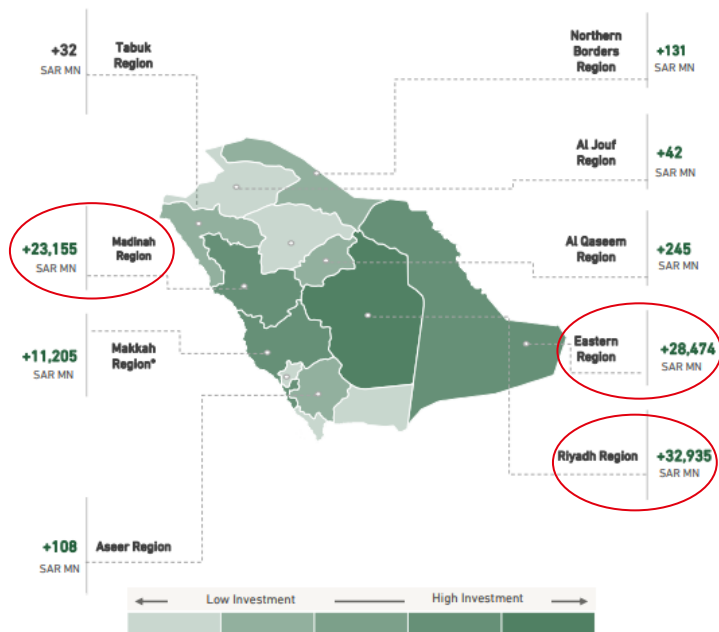 +32
SAR MN
Tabuk
Region
Northern
Borders
Region
+131
SAR MN
Al Jouf
Region
+42
SAR MN
+23,155
SAR MN
Madinah
Region
Al Qaseem
Region
+245
SAR MN
+11,205
SAR MN
Makkah
Region*
Eastern
Region
+28,474
SAR MN
Riyadh Region
+32,935
SAR MN
+108
SAR MN
Aseer Region
Low Investment
High Investment